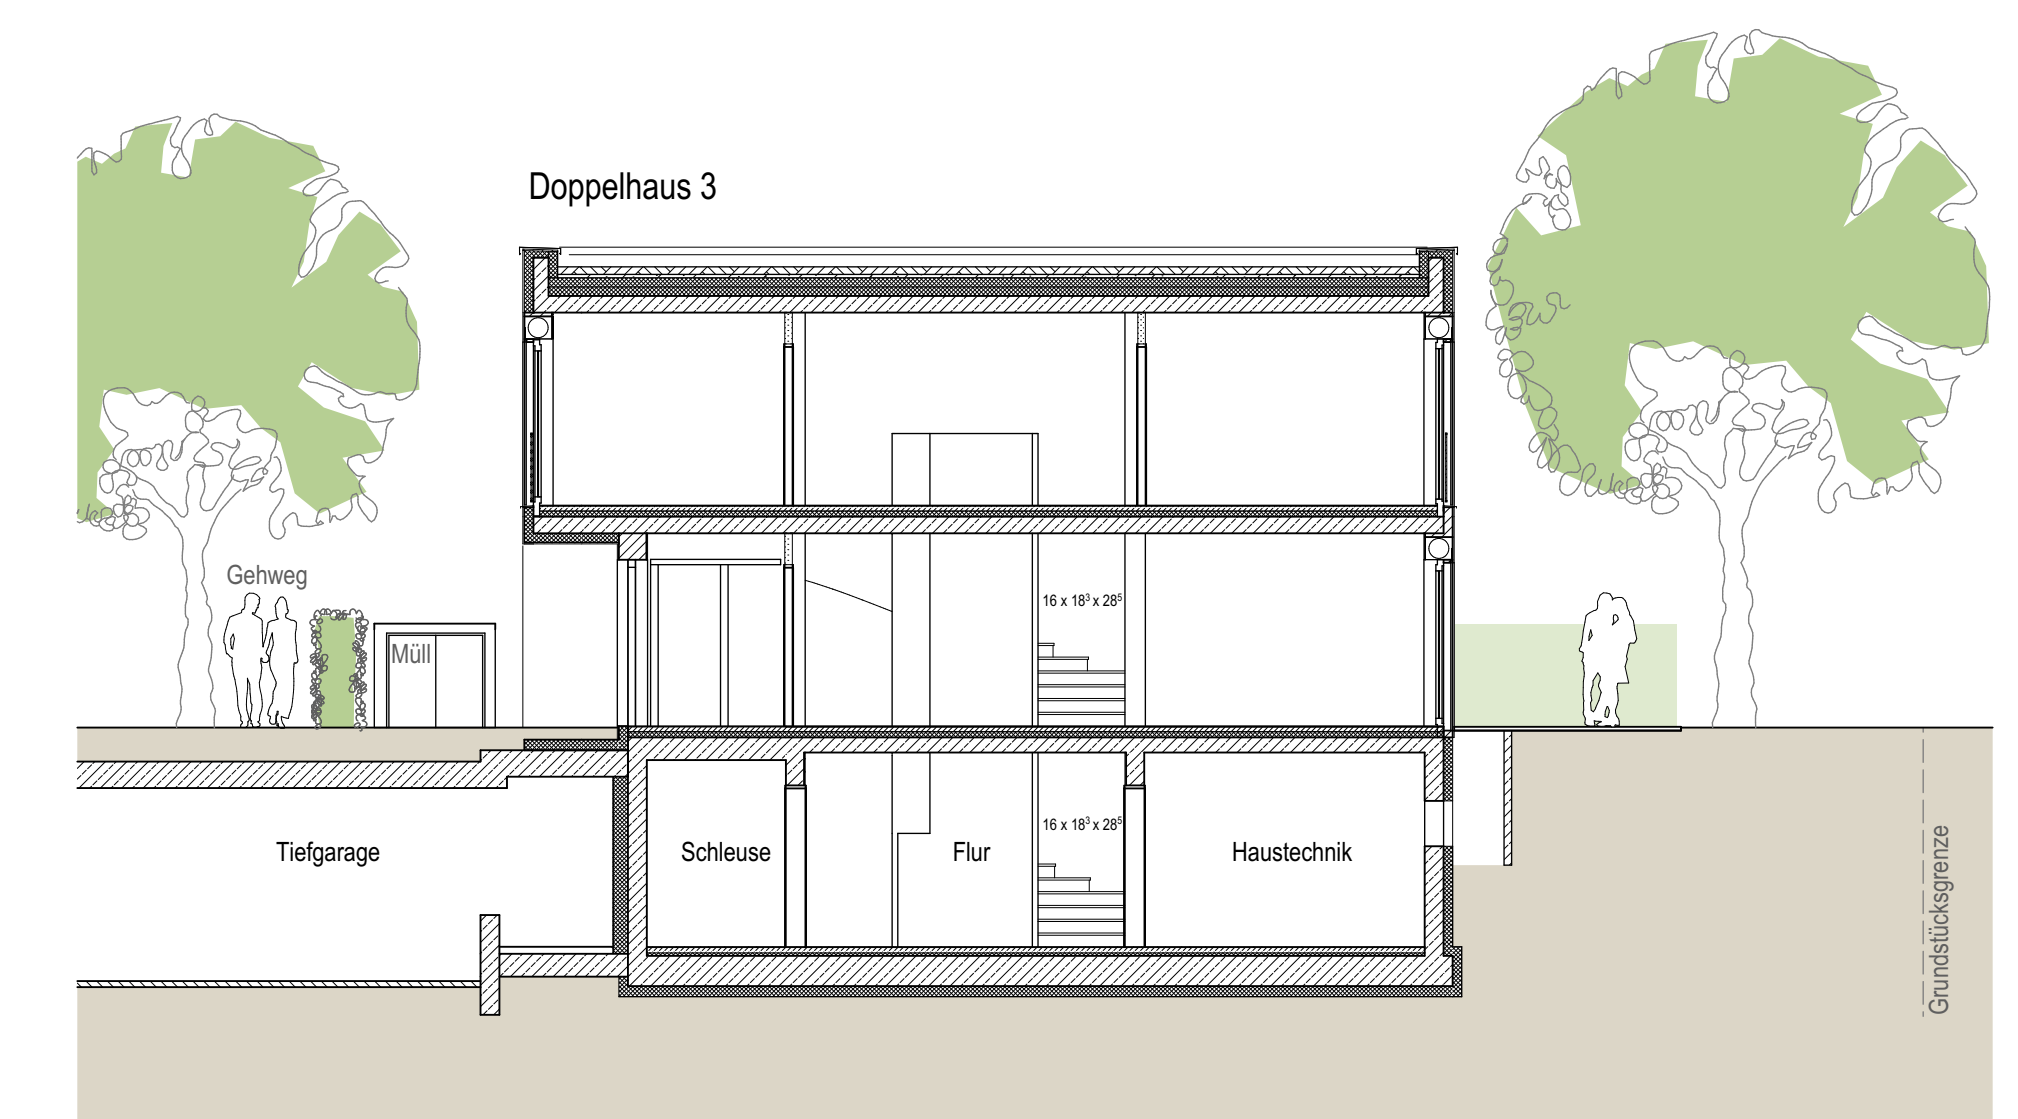 Doppelhaus 3
Gehweg
16 x 18³ x 28⁵
Müll
16 x 18³ x 28⁵
Tiefgarage
Schleuse
Flur
Haustechnik
Grundstücksgrenze